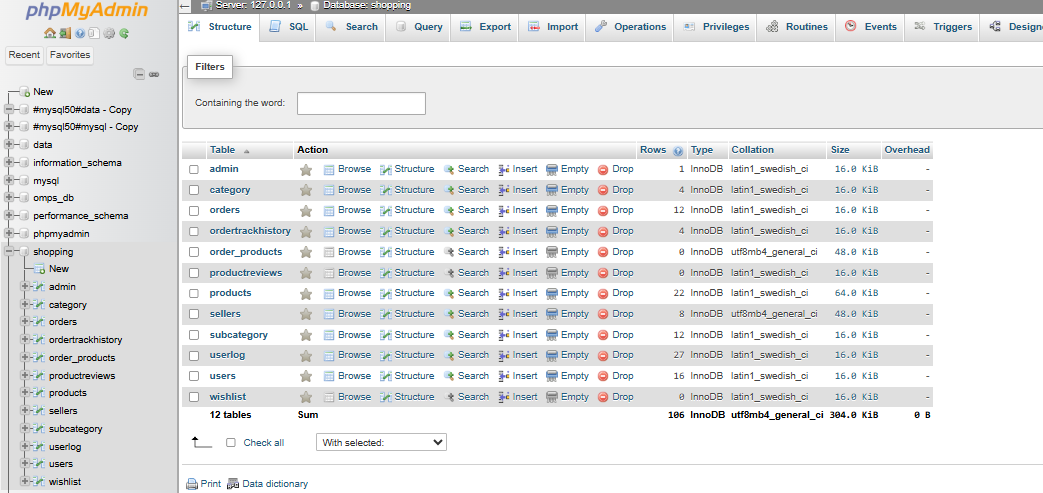 phpMyAdmin
Recent Favorites
New
#mysql50#data - Copy
#mysql50#mysql - Copy
data
information_schema
mysql
omps_db
performance_schema
phpmyadmin
shopping
New
admin
category
orders
ordertrackhistory
order_products
productreviews
products
sellers
subcategory
userlog
users
wishlist
Server: 127.0.0.1 » Database: shopping
Structure SQL Search Query Export Import Operations Privileges Routines Events Triggers Design
Filters
Containing the word:
Table Action Rows Type Collation Size Overhead
admin Browse Structure Search Insert Empty Drop 1 InnoDB latin1_swedish_ci 16.0 KiB -
category Browse Structure Search Insert Empty Drop 4 InnoDB latin1_swedish_ci 16.0 KiB -
orders Browse Structure Search Insert Empty Drop 12 InnoDB latin1_swedish_ci 16.0 KiB -
ordertrackhistory Browse Structure Search Insert Empty Drop 4 InnoDB latin1_swedish_ci 16.0 KiB -
order_products Browse Structure Search Insert Empty Drop 0 InnoDB utf8mb4_general_ci 48.0 KiB -
productreviews Browse Structure Search Insert Empty Drop 0 InnoDB latin1_swedish_ci 16.0 KiB -
products Browse Structure Search Insert Empty Drop 22 InnoDB latin1_swedish_ci 64.0 KiB -
sellers Browse Structure Search Insert Empty Drop 8 InnoDB utf8mb4_general_ci 48.0 KiB -
subcategory Browse Structure Search Insert Empty Drop 12 InnoDB latin1_swedish_ci 16.0 KiB -
userlog Browse Structure Search Insert Empty Drop 27 InnoDB latin1_swedish_ci 16.0 KiB -
users Browse Structure Search Insert Empty Drop 16 InnoDB latin1_swedish_ci 16.0 KiB -
wishlist Browse Structure Search Insert Empty Drop 0 InnoDB latin1_swedish_ci 16.0 KiB -
12 tables Sum 106 InnoDB utf8mb4_general_ci 304.0 KiB 0 B
Check all With selected:
Print Data dictionary